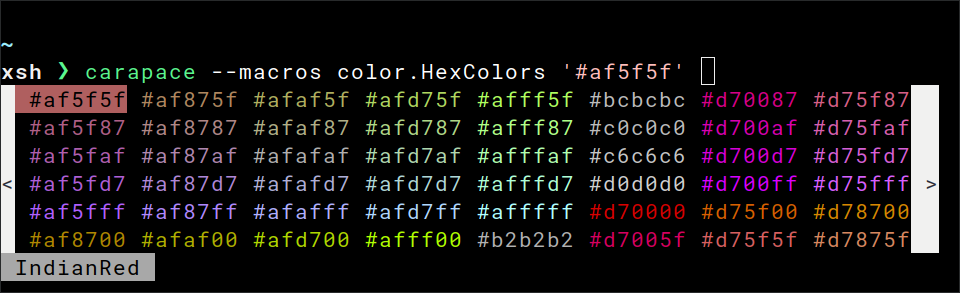 ~
xsh ❯ carapace --macros color.HexColors '#af5f5f'
#af5f5f #af875f #afaf5f #afd75f #afff5f #bcbcbc #d70087 #d75f87
#af5f87 #af8787 #afaf87 #afd787 #afff87 #c0c0c0 #d700af #d75faf
#af5faf #af87af #afafaf #afd7af #afffaf #c6c6c6 #d700d7 #d75fd7
< #af5fd7 #af87d7 #afafd7 #afd7d7 #afffd7 #d0d0d0 #d700ff #d75fff >
#af5fff #af87ff #afafff #afd7ff #afffff #d70000 #d75f00 #d78700
#af8700 #afaf00 #afd700 #afff00 #b2b2b2 #d7005f #d75f5f #d7875f
IndianRed